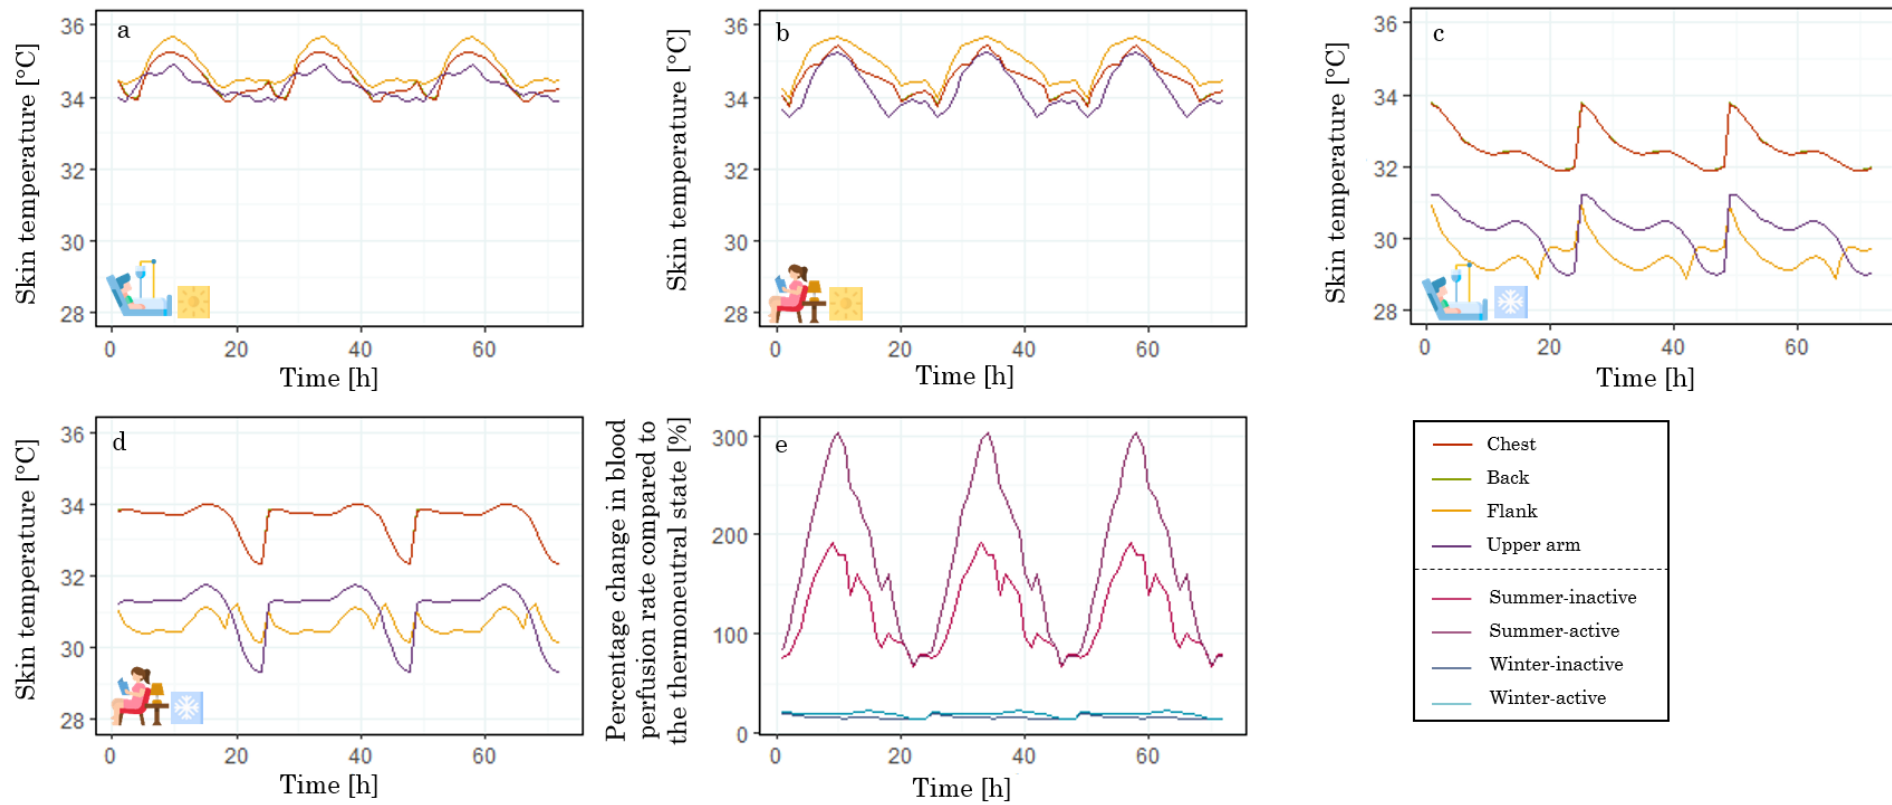 a
Skin temperature [°C]
36
34
32
30
28
0 20 40 60
Time [h]
b
Skin temperature [°C]
36
34
32
30
28
0 20 40 60
Time [h]
c
Skin temperature [°C]
36
34
32
30
28
0 20 40 60
Time [h]
d
Skin temperature [°C]
36
34
32
30
28
0 20 40 60
Time [h]
e
Percentage change in blood
perfusion rate compared to
the thermoneutral state [%]
300
200
100
0
0 20 40 60
Time [h]
Chest
Back
Flank
Upper arm
Summer-inactive
Summer-active
Winter-inactive
Winter-active